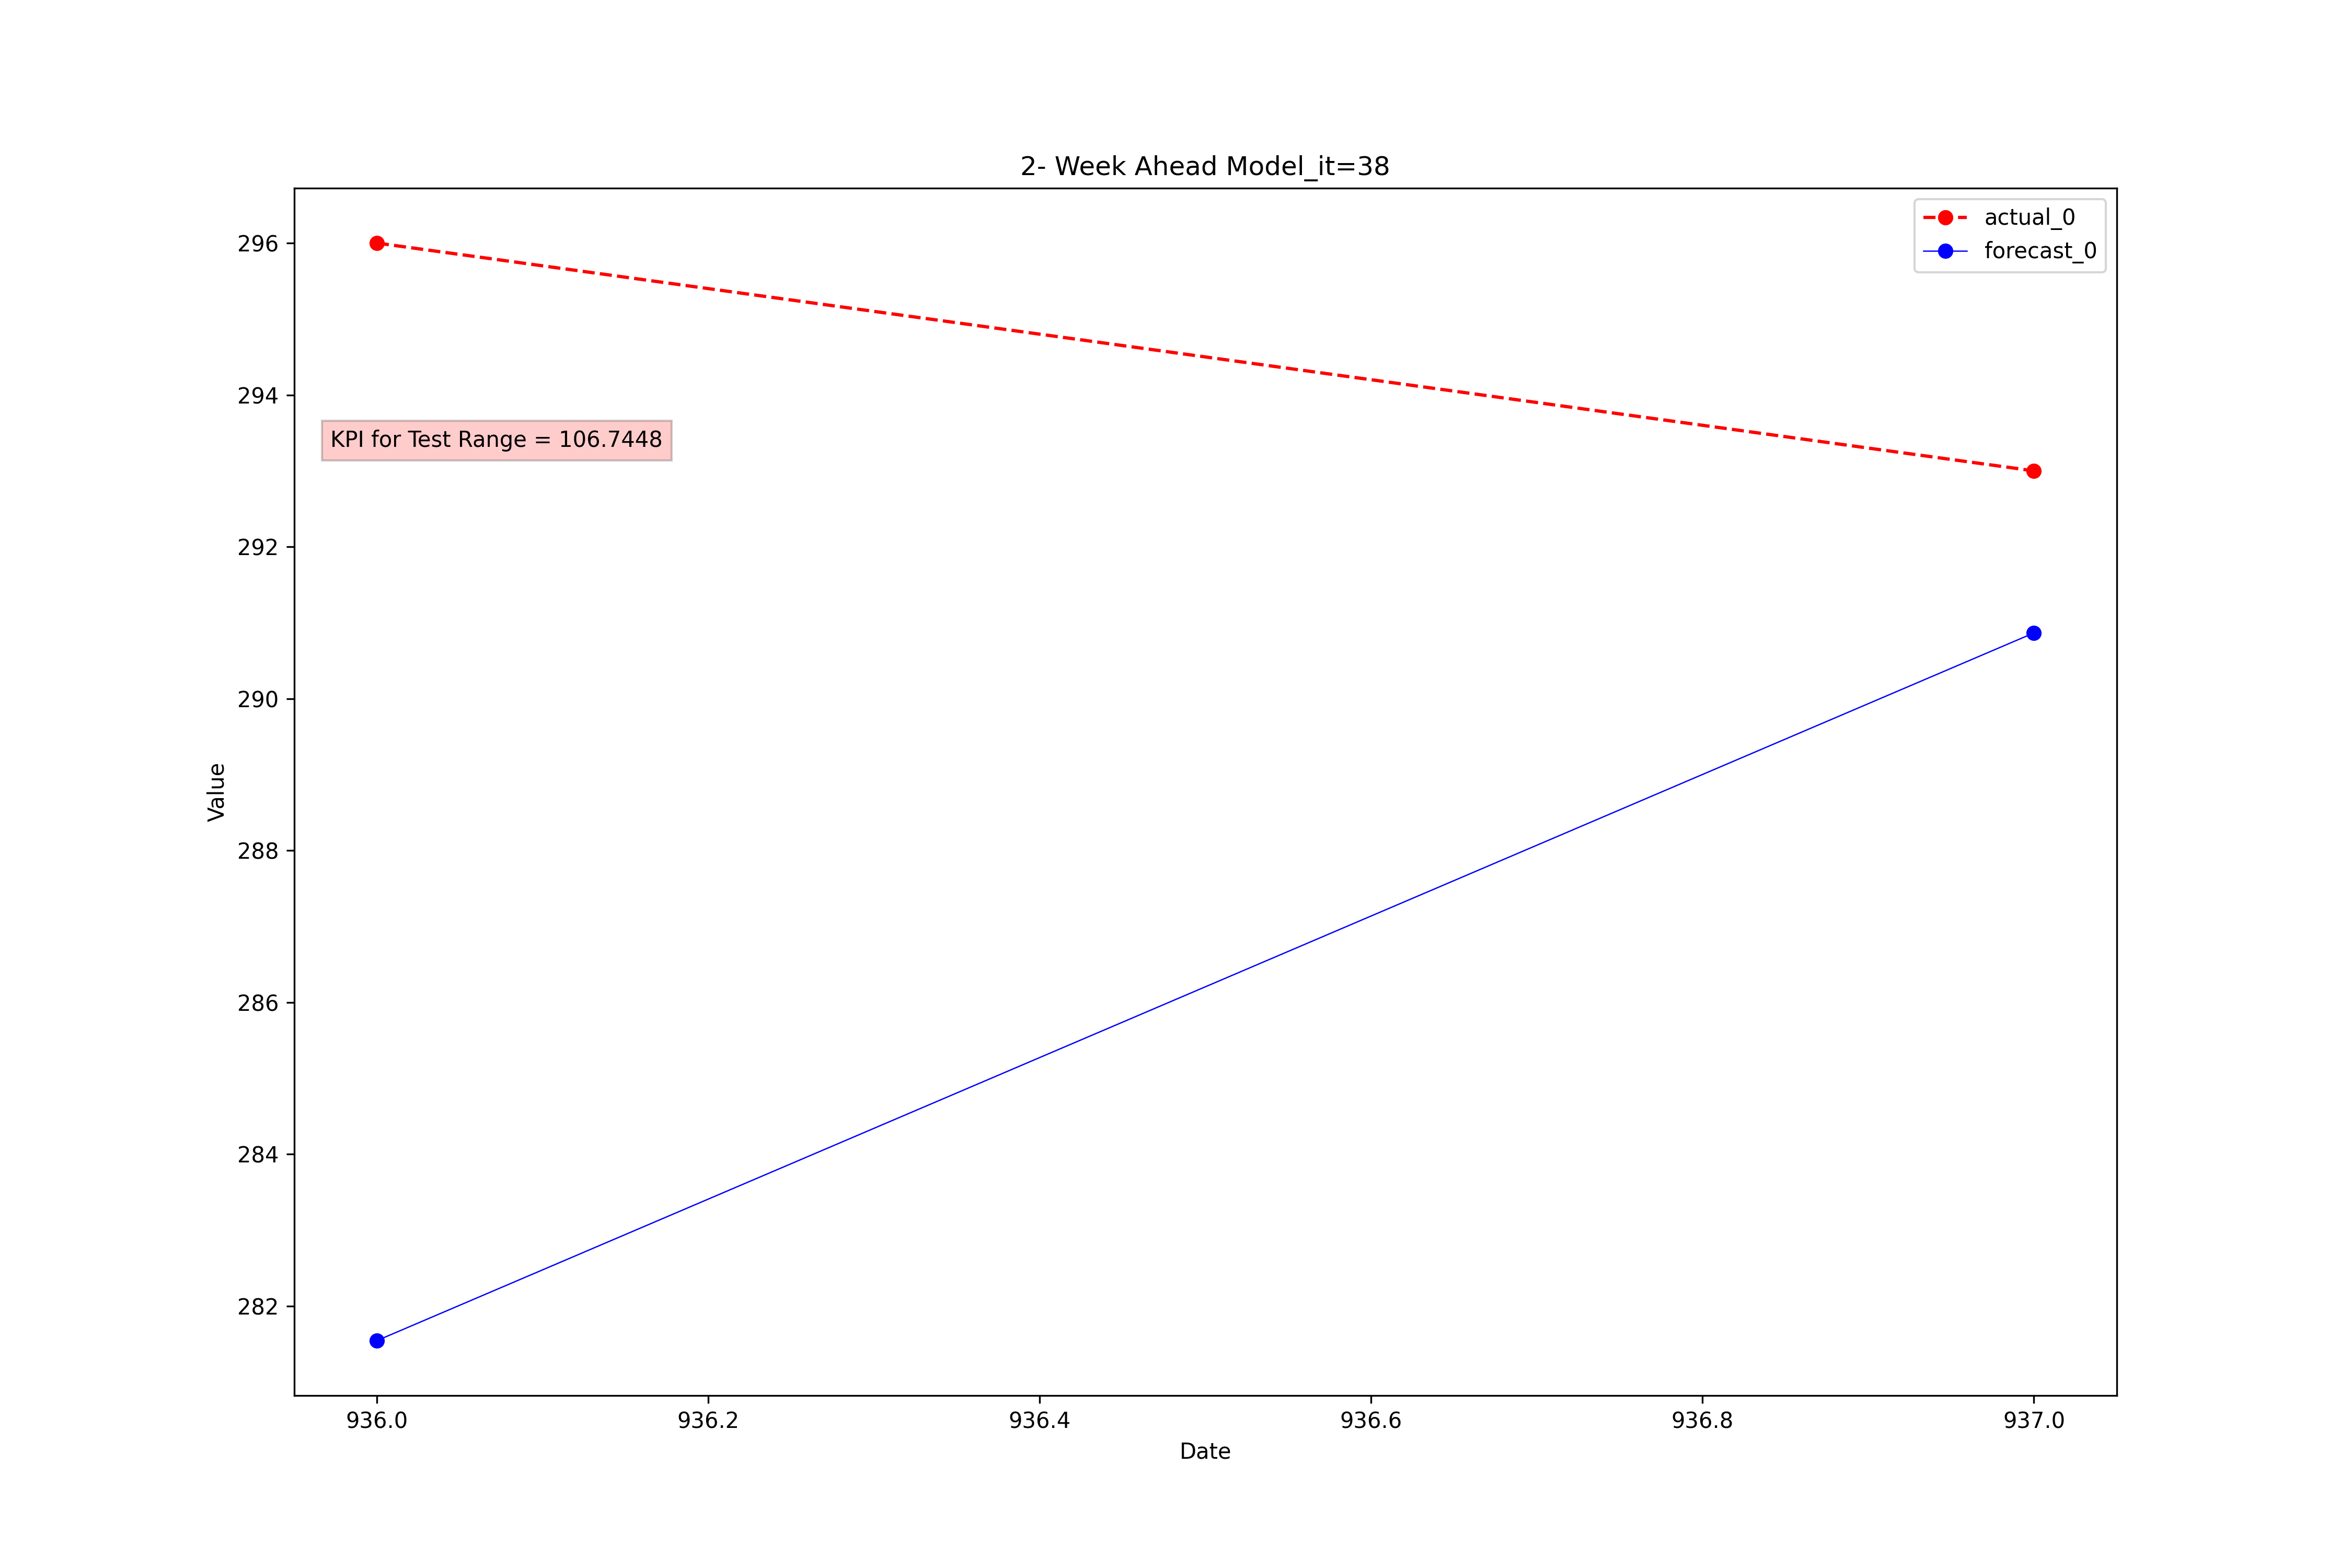 2- Week Ahead Model_it=38
actual_0
forecast_0
296
294
KPI for Test Range = 106.7448
292
290
Value
288
286
284
282
936.0 936.2 936.4 936.6 936.8 937.0
Date